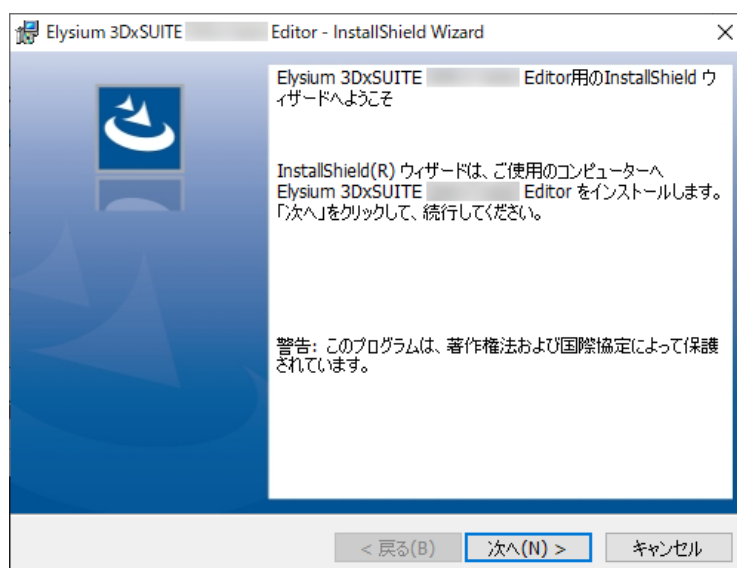 Elysium 3DxSUITE Editor - InstallShield Wizard
Elysium 3DxSUITE Editor用のInstallShield ウ
ィザードへようこそ
InstallShield(R) ウィザードは、ご使用のコンピューターへ
Elysium 3DxSUITE Editor をインストールします。
「次へ」をクリックして、続行してください。
警告: このプログラムは、著作権法および国際協定によって保護
されています。
< 戻る(B) 次へ(N) > キャンセル